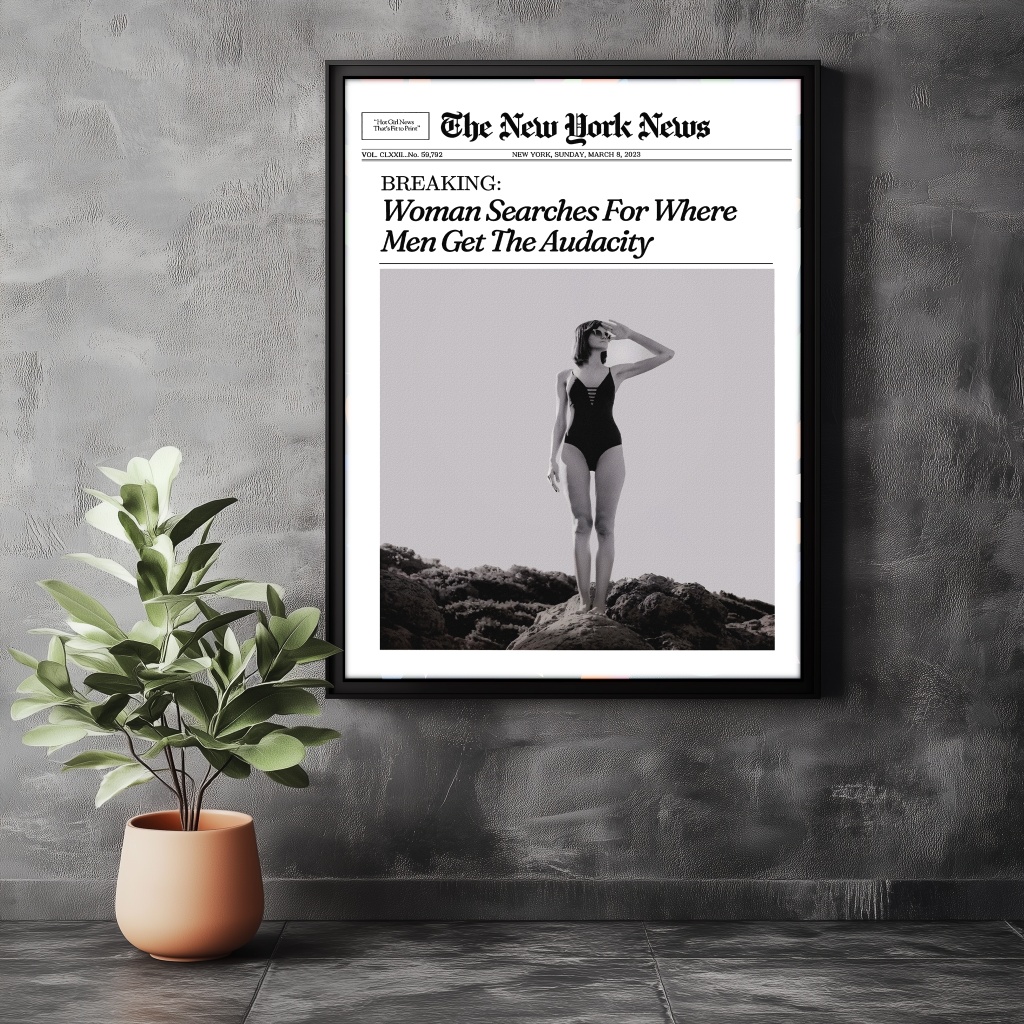 "Hot Girl News
That's Fit to Print"
The New York News
VOL. CLXXII...No. 59,792
NEW YORK, SUNDAY, MARCH 8, 2023
BREAKING:
Woman Searches For Where
Men Get The Audacity